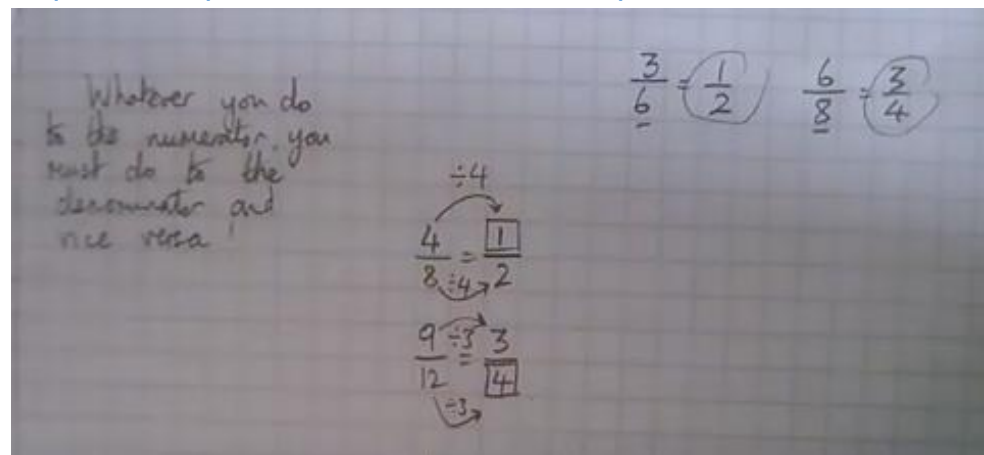 Whatever you do
to the numerator, you
must do to the
denominator and
vice versa!
3/6 = 1/2
6/8 = 3/4
÷4
4/8 = 1/2
÷4
÷3
9/12 = 3/4
÷3